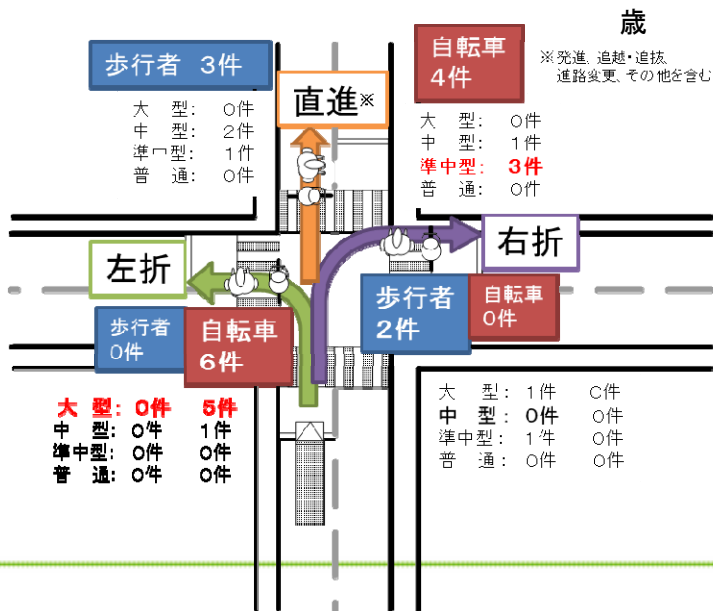 歳
※発進、追越・追抜、
進路変更、その他を含む
歩行者 3件
大 型: 0件
中 型: 2件
準中型: 1件
普 通: 0件
直進※
自転車
4件
大 型: 0件
中 型: 1件
準中型: 3件
普 通: 0件
左折
右折
歩行者
0件
自転車
6件
歩行者
2件
自転車
0件
大 型: 0件 5件
中 型: 0件 1件
準中型: 0件 0件
普 通: 0件 0件
大 型: 1件 0件
中 型: 0件 0件
準中型: 1件 0件
普 通: 0件 0件